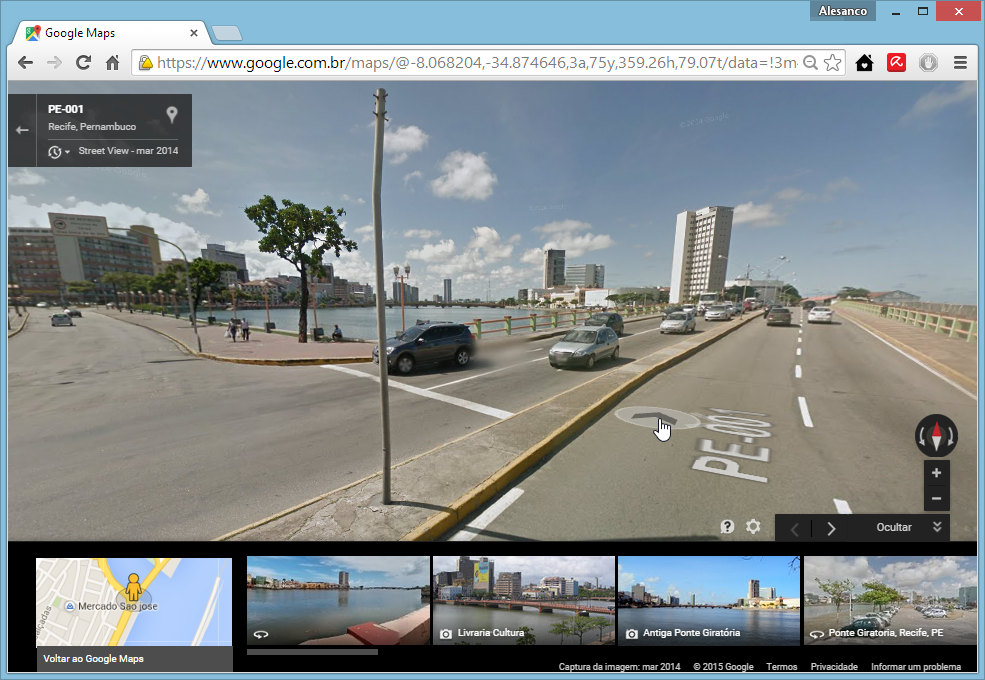 Alesanco
Google Maps
https://www.google.com.br/maps/@-8.068204,-34.874646,3a,75y,359.26h,79.07t/data=!3m
PE-001
Recife, Pernambuco
Street View - mar 2014
© 2015 Google
PE-001
Ocultar
Mercado Sao jose
Voltar ao Google Maps
Livraria Cultura
Antiga Ponte Giratória
Ponte Giratoria, Recife, PE
Captura da imagem: mar 2014 © 2015 Google Termos Privacidade Informar um problema